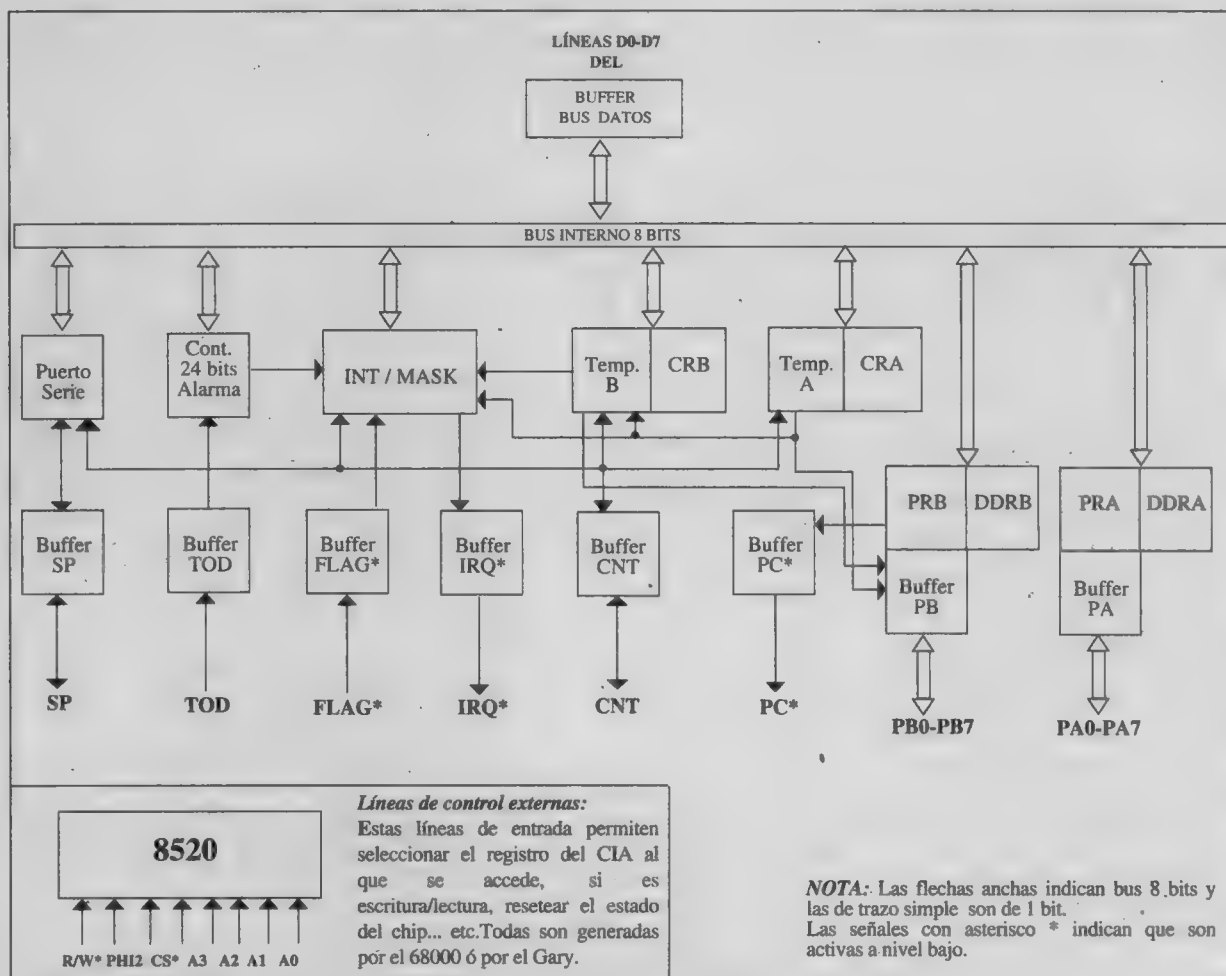 LÍNEAS D0-D7
DEL
BUFFER
BUS DATOS
BUS INTERNO 8 BITS
Puerto
Serie
Cont.
24 bits
Alarma
INT / MASK
Temp.
B
CRB
Temp.
A
CRA
PRB
DDRB
PRA
DDRA
Buffer
SP
Buffer
TOD
Buffer
FLAG*
Buffer
IRQ*
Buffer
CNT
Buffer
PC*
Buffer
PB
Buffer
PA
SP
TOD
FLAG*
IRQ*
CNT
PC*
PB0-PB7
PA0-PA7
8520
R/W* PHI2 CS* A3 A2 A1 A0
Líneas de control externas:
Estas líneas de entrada permiten
seleccionar el registro del CIA al
que se accede, si es
escritura/lectura, resetear el estado
del chip... etc.Todas son generadas
por el 68000 ó por el Gary.
NOTA: Las flechas anchas indican bus 8 bits y
las de trazo simple son de 1 bit.
Las señales con asterisco * indican que son
activas a nivel bajo.